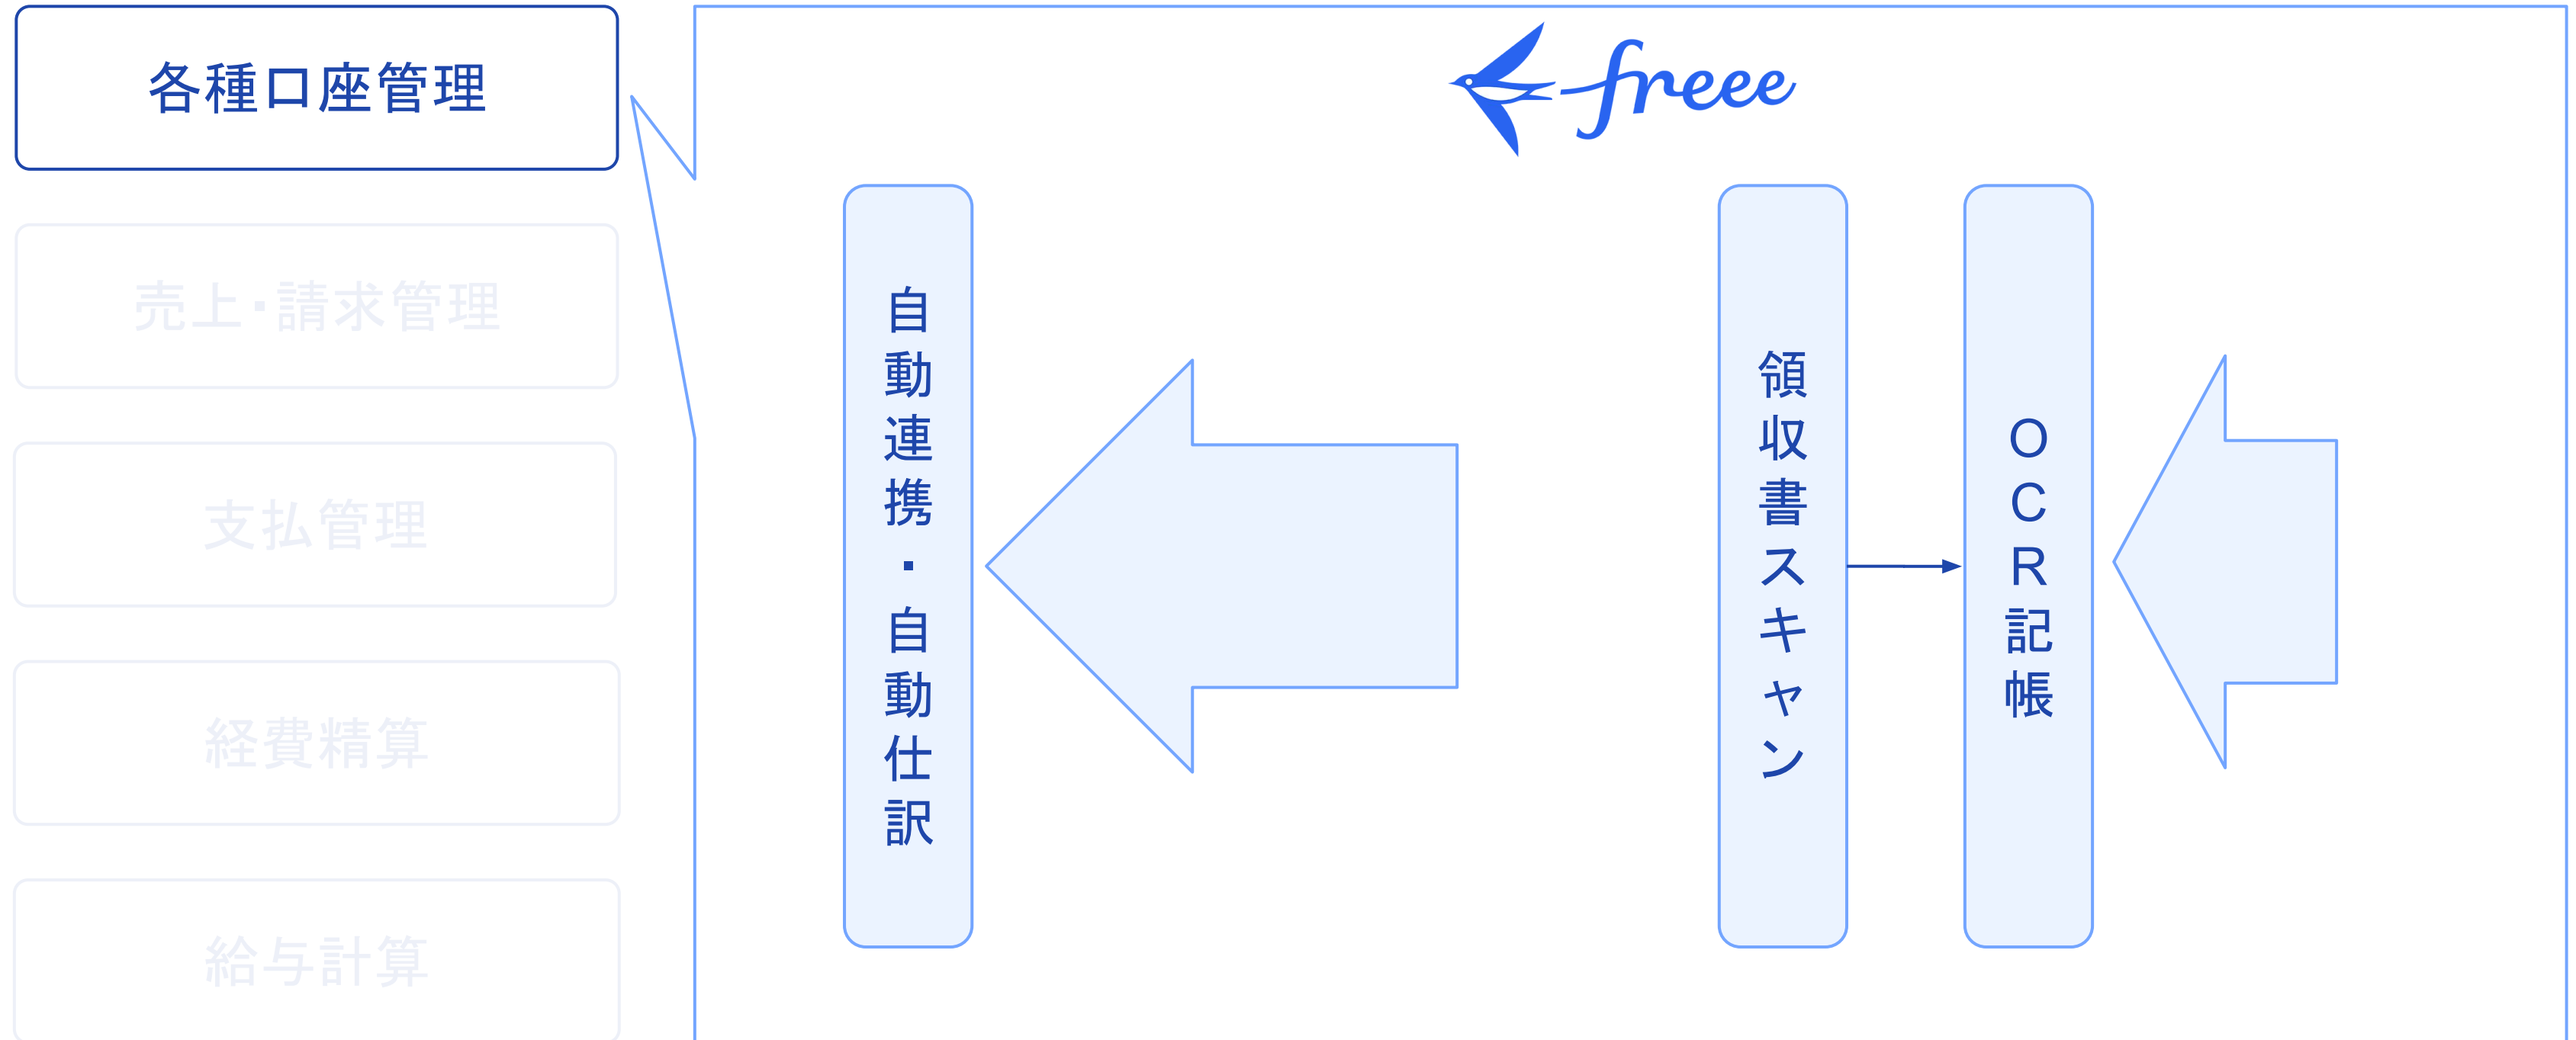 各種口座管理
売上・請求管理
支払管理
経費精算
給与計算
freee
自動連携・自動仕訳
領収書スキャン
OCR記帳